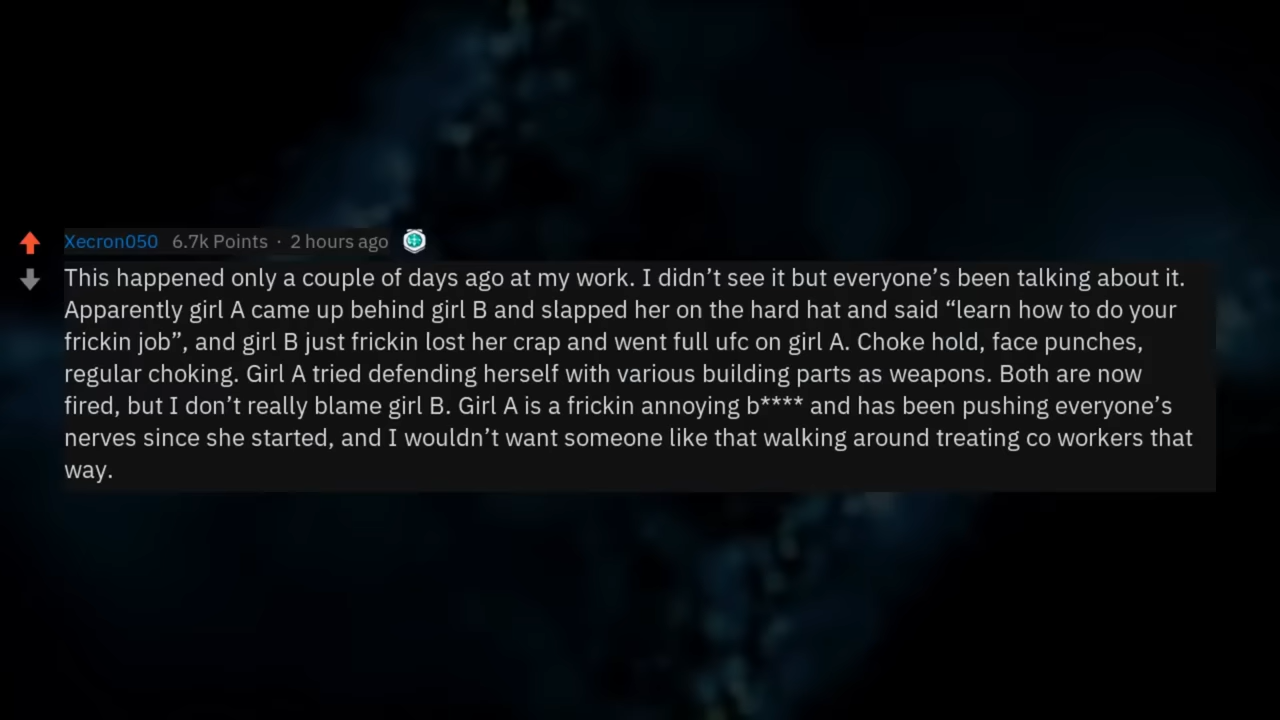 Xecron050 6.7k Points · 2 hours ago
This happened only a couple of days ago at my work. I didn’t see it but everyone’s been talking about it.
Apparently girl A came up behind girl B and slapped her on the hard hat and said “learn how to do your
frickin job”, and girl B just frickin lost her crap and went full ufc on girl A. Choke hold, face punches,
regular choking. Girl A tried defending herself with various building parts as weapons. Both are now
fired, but I don’t really blame girl B. Girl A is a frickin annoying b**** and has been pushing everyone’s
nerves since she started, and I wouldn’t want someone like that walking around treating co workers that
way.